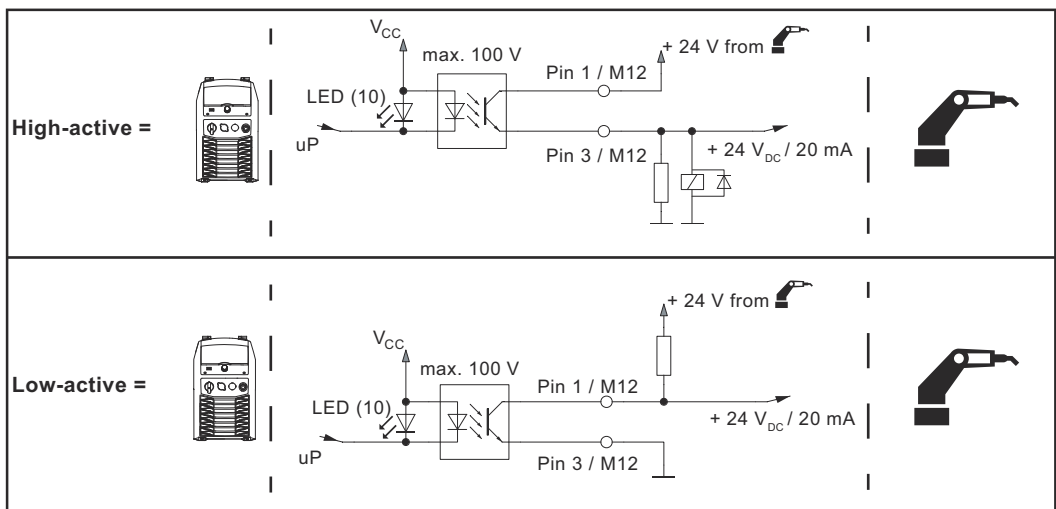 High-active =
V_CC
max. 100 V
+ 24 V from
Pin 1 / M12
LED (10)
uP
Pin 3 / M12
+ 24 V_DC / 20 mA
Low-active =
+ 24 V from
V_CC
max. 100 V
Pin 1 / M12
LED (10)
+ 24 V_DC / 20 mA
uP
Pin 3 / M12